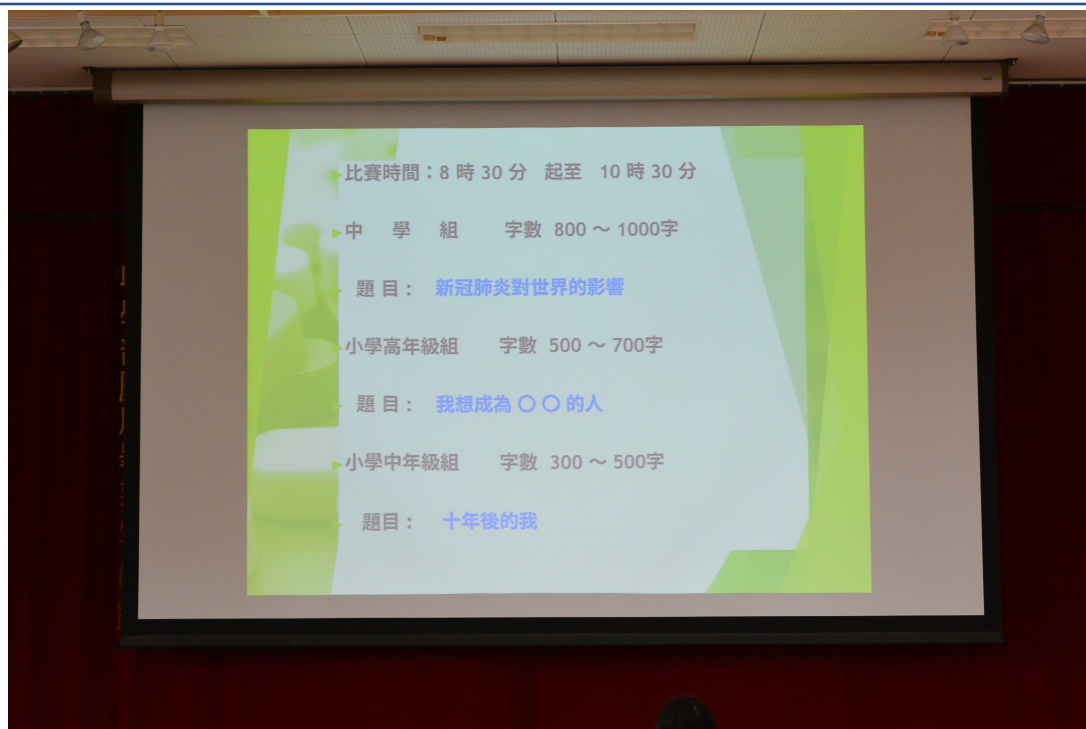 比賽時間：8 時 30 分 起至 10 時 30 分
中 學 組 字數 800 ～ 1000字
題 目： 新冠肺炎對世界的影響
小學高年級組 字數 500 ～ 700字
題 目： 我想成為 〇 〇 的人
小學中年級組 字數 300 ～ 500字
題目： 十年後的我